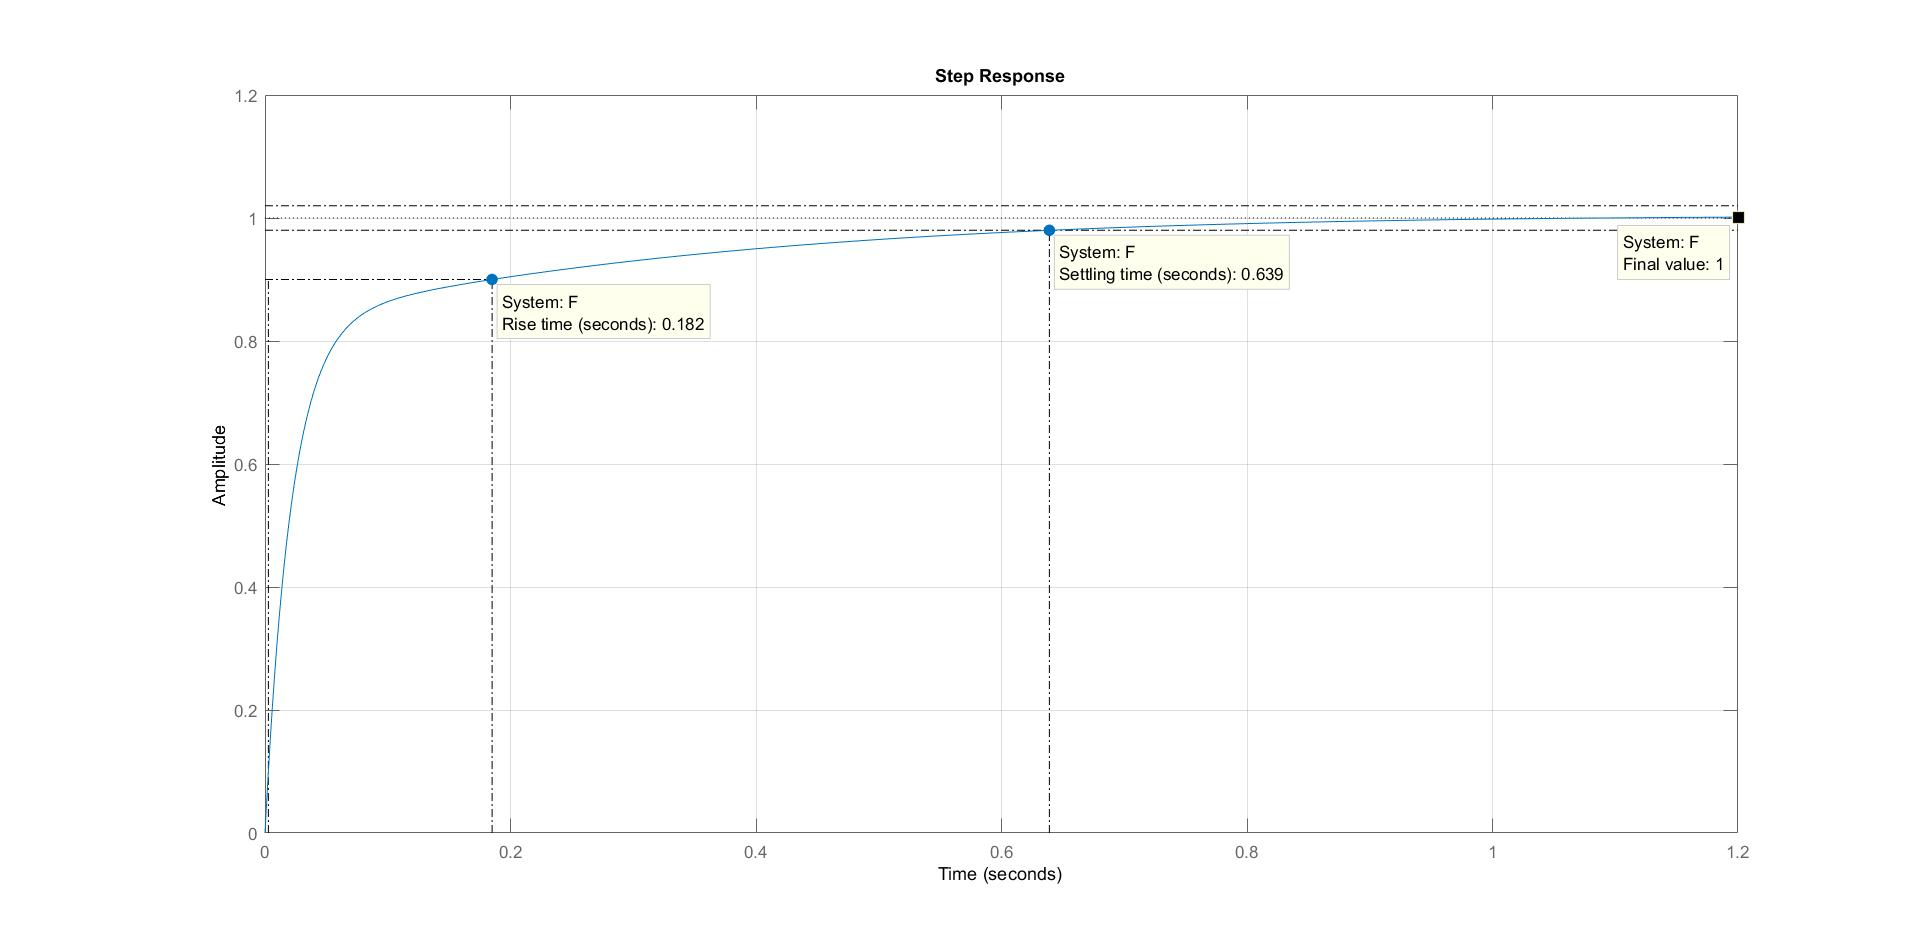 Step Response
1.2
1
0.8
0.6
0.4
0.2
0
Amplitude
System: F
Rise time (seconds): 0.182
System: F
Settling time (seconds): 0.639
System: F
Final value: 1
0 0.2 0.4 0.6 0.8 1 1.2
Time (seconds)